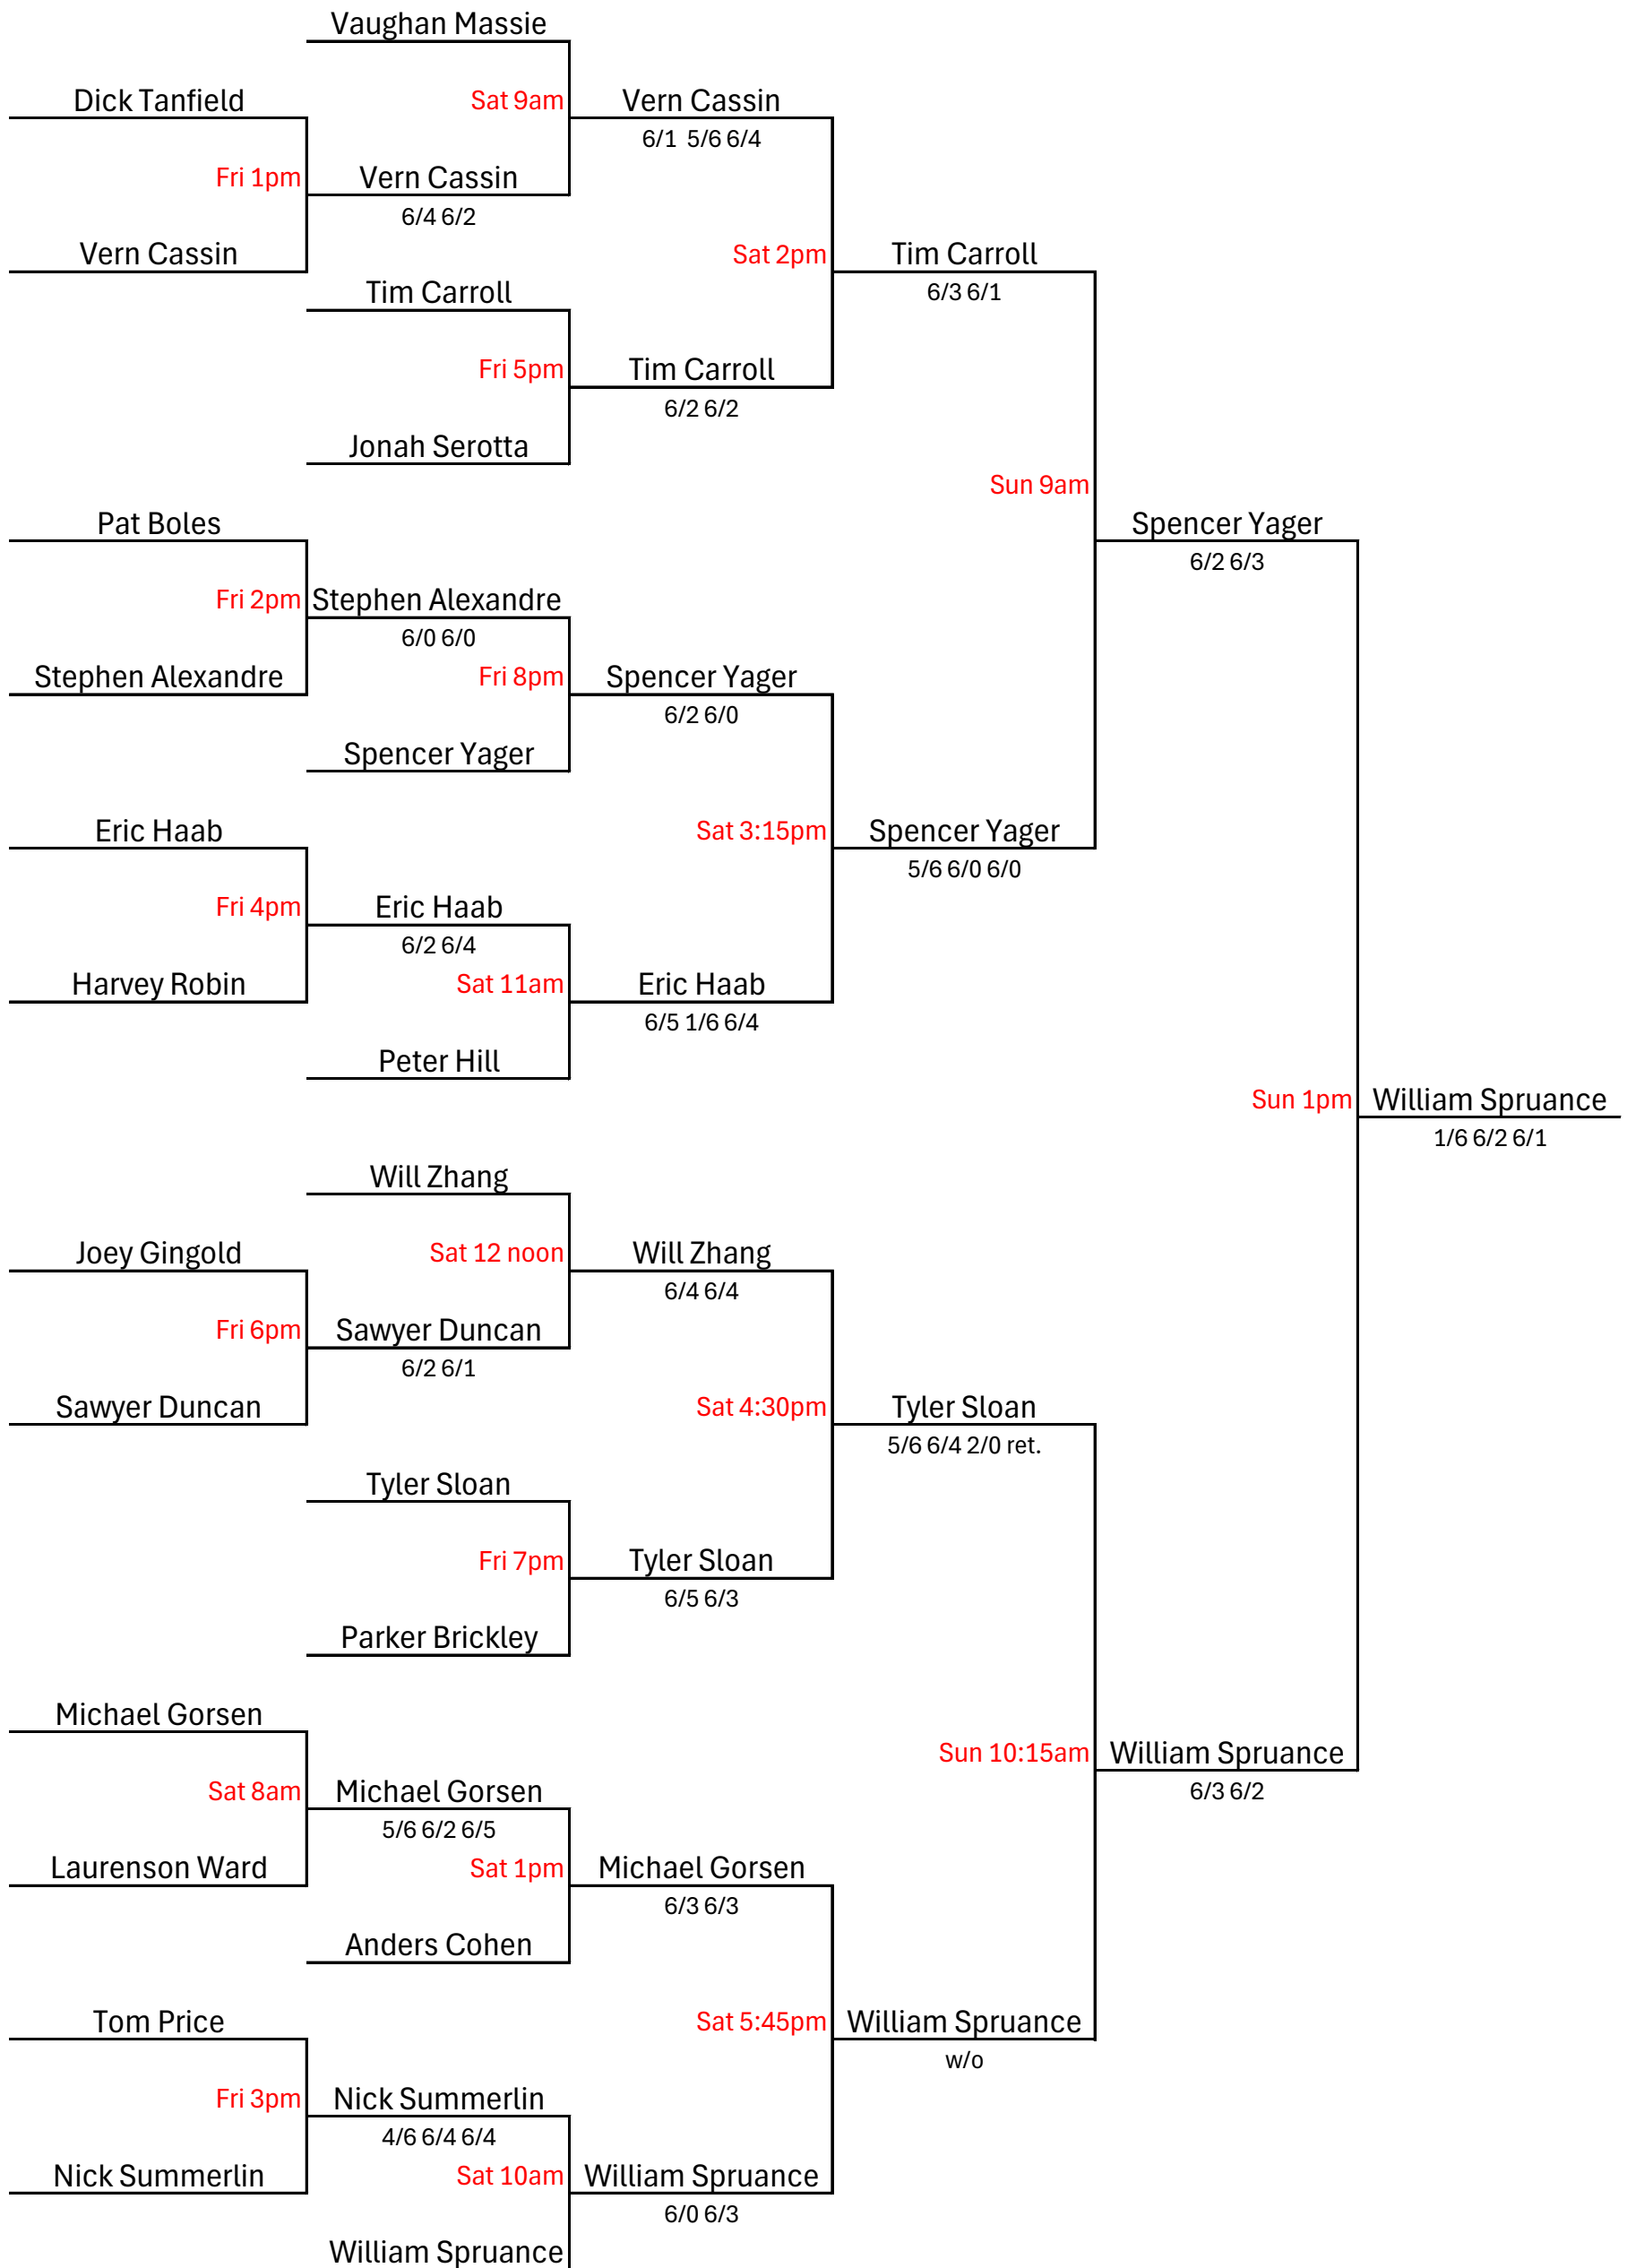 Vaughan Massie
Dick Tanfield
Sat 9am
Vern Cassin
6/1 5/6 6/4
Fri 1pm
Vern Cassin
6/4 6/2
Vern Cassin
Sat 2pm
Tim Carroll
6/3 6/1
Tim Carroll
Fri 5pm
Tim Carroll
6/2 6/2
Jonah Serotta
Sun 9am
Pat Boles
Spencer Yager
6/2 6/3
Fri 2pm
Stephen Alexandre
6/0 6/0
Stephen Alexandre
Fri 8pm
Spencer Yager
6/2 6/0
Spencer Yager
Eric Haab
Sat 3:15pm
Spencer Yager
5/6 6/0 6/0
Fri 4pm
Eric Haab
6/2 6/4
Harvey Robin
Sat 11am
Eric Haab
6/5 1/6 6/4
Peter Hill
Sun 1pm
William Spruance
1/6 6/2 6/1
Will Zhang
Joey Gingold
Sat 12 noon
Will Zhang
6/4 6/4
Fri 6pm
Sawyer Duncan
6/2 6/1
Sawyer Duncan
Sat 4:30pm
Tyler Sloan
5/6 6/4 2/0 ret.
Tyler Sloan
Fri 7pm
Tyler Sloan
6/5 6/3
Parker Brickley
Michael Gorsen
Sun 10:15am
William Spruance
6/3 6/2
Sat 8am
Michael Gorsen
5/6 6/2 6/5
Laurenson Ward
Sat 1pm
Michael Gorsen
6/3 6/3
Anders Cohen
Tom Price
Sat 5:45pm
William Spruance
w/o
Fri 3pm
Nick Summerlin
4/6 6/4 6/4
Nick Summerlin
Sat 10am
William Spruance
6/0 6/3
William Spruance